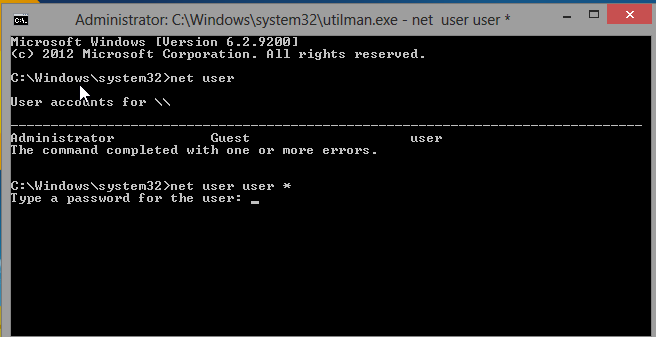 Administrator: C:\Windows\system32\utilman.exe - net  user user *
Microsoft Windows [Version 6.2.9200]
(c) 2012 Microsoft Corporation. All rights reserved.
C:\Windows\system32>net user
User accounts for \\
-------------------------------------------------------------------------------
Administrator            Guest                    user
The command completed with one or more errors.
C:\Windows\system32>net user user *
Type a password for the user: _